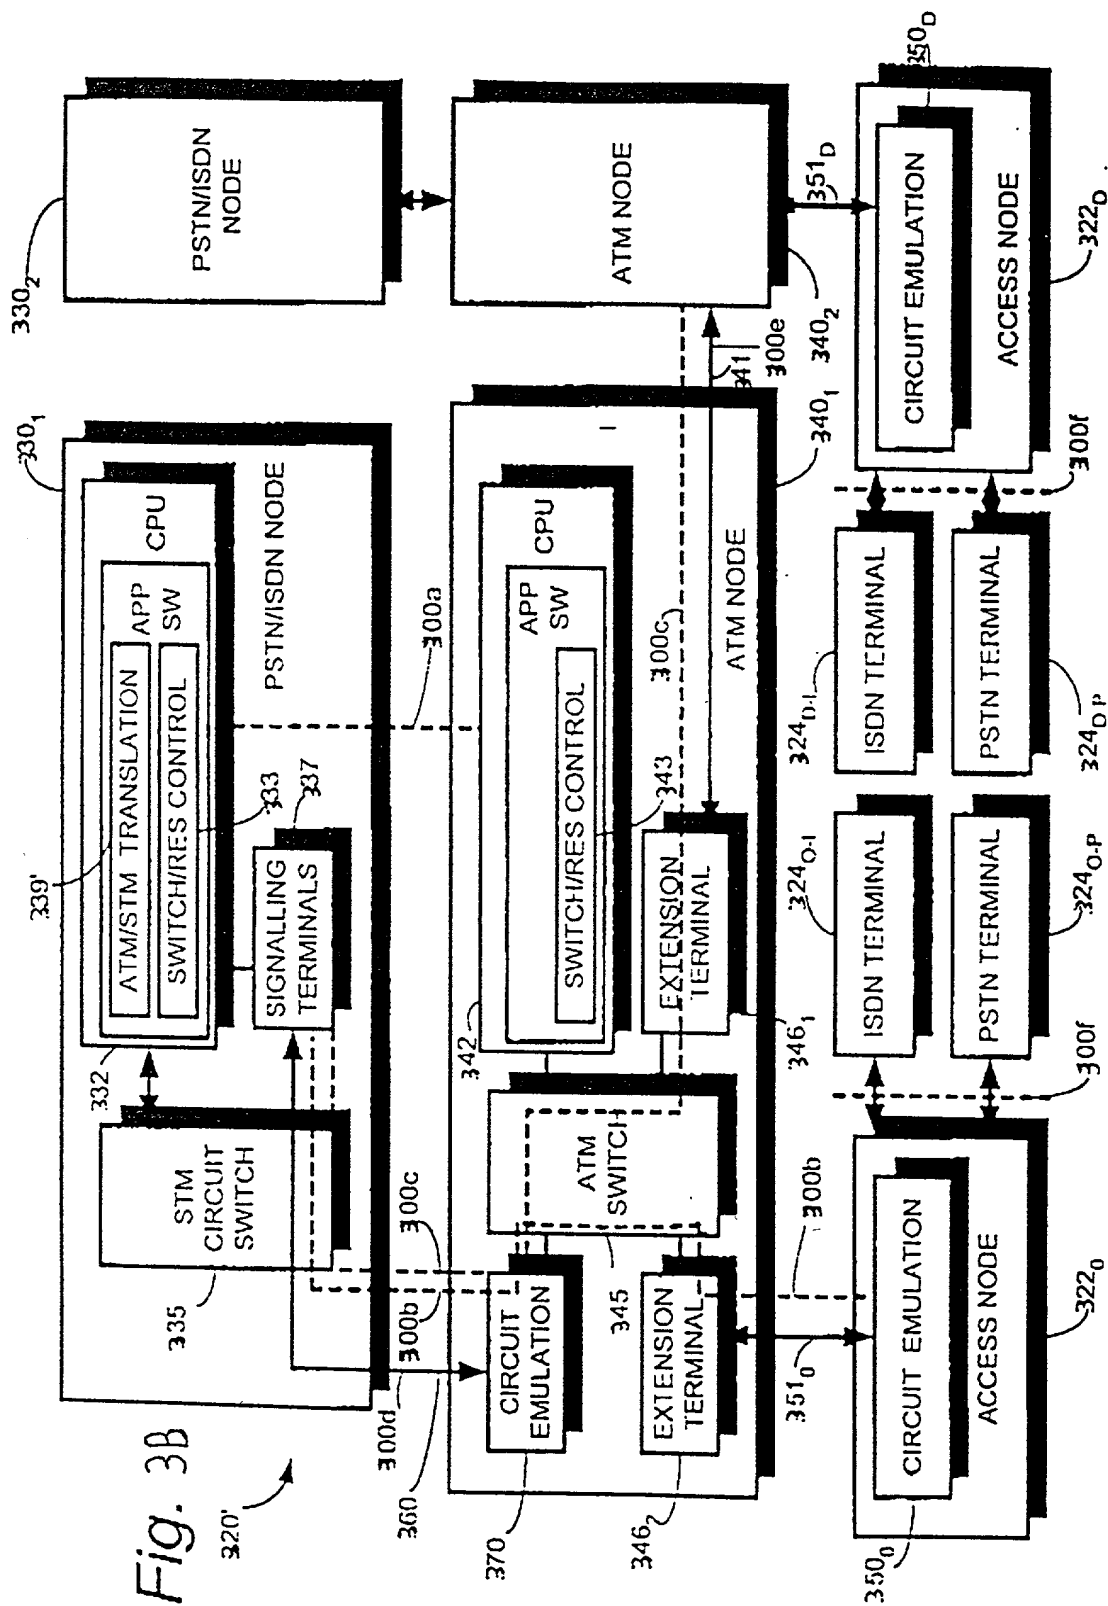 Fig. 3B
320'
330₁
339'
332
ATM/STM TRANSLATION
SWITCH/RES CONTROL
APP
SW
CPU
STM
CIRCUIT
SWITCH
335
SIGNALLING
TERMINALS
333
337
PSTN/ISDN NODE
330₂
PSTN/ISDN
NODE
300d
360
300b
300c
300a
342
APP
SW
CPU
SWITCH/RES CONTROL
343
CIRCUIT
EMULATION
370
ATM
SWITCH
345
EXTENSION
TERMINAL
346₂
EXTENSION
TERMINAL
346₁
300c
ATM NODE
340₁
341
300e
ATM NODE
340₂
351₀
300b
351D
350₀
CIRCUIT EMULATION
ACCESS NODE
322₀
300f
324O-I
ISDN TERMINAL
PSTN TERMINAL
324O-P
324D-I
ISDN TERMINAL
PSTN TERMINAL
324D-P
300f
350D
CIRCUIT EMULATION
ACCESS NODE
322D